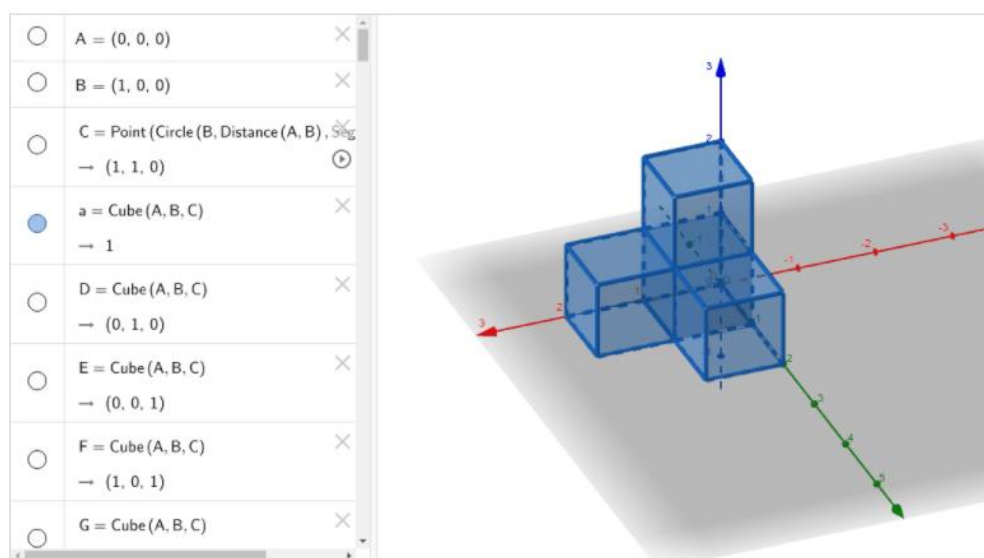 A = (0, 0, 0)
B = (1, 0, 0)
C = Point (Circle (B, Distance (A, B) , Seg
→ (1, 1, 0)
a = Cube (A, B, C)
→ 1
D = Cube (A, B, C)
→ (0, 1, 0)
E = Cube (A, B, C)
→ (0, 0, 1)
F = Cube (A, B, C)
→ (1, 0, 1)
G = Cube (A, B, C)
3
2
1
-3
-2
-1
1
2
3
1
2
3
4
5